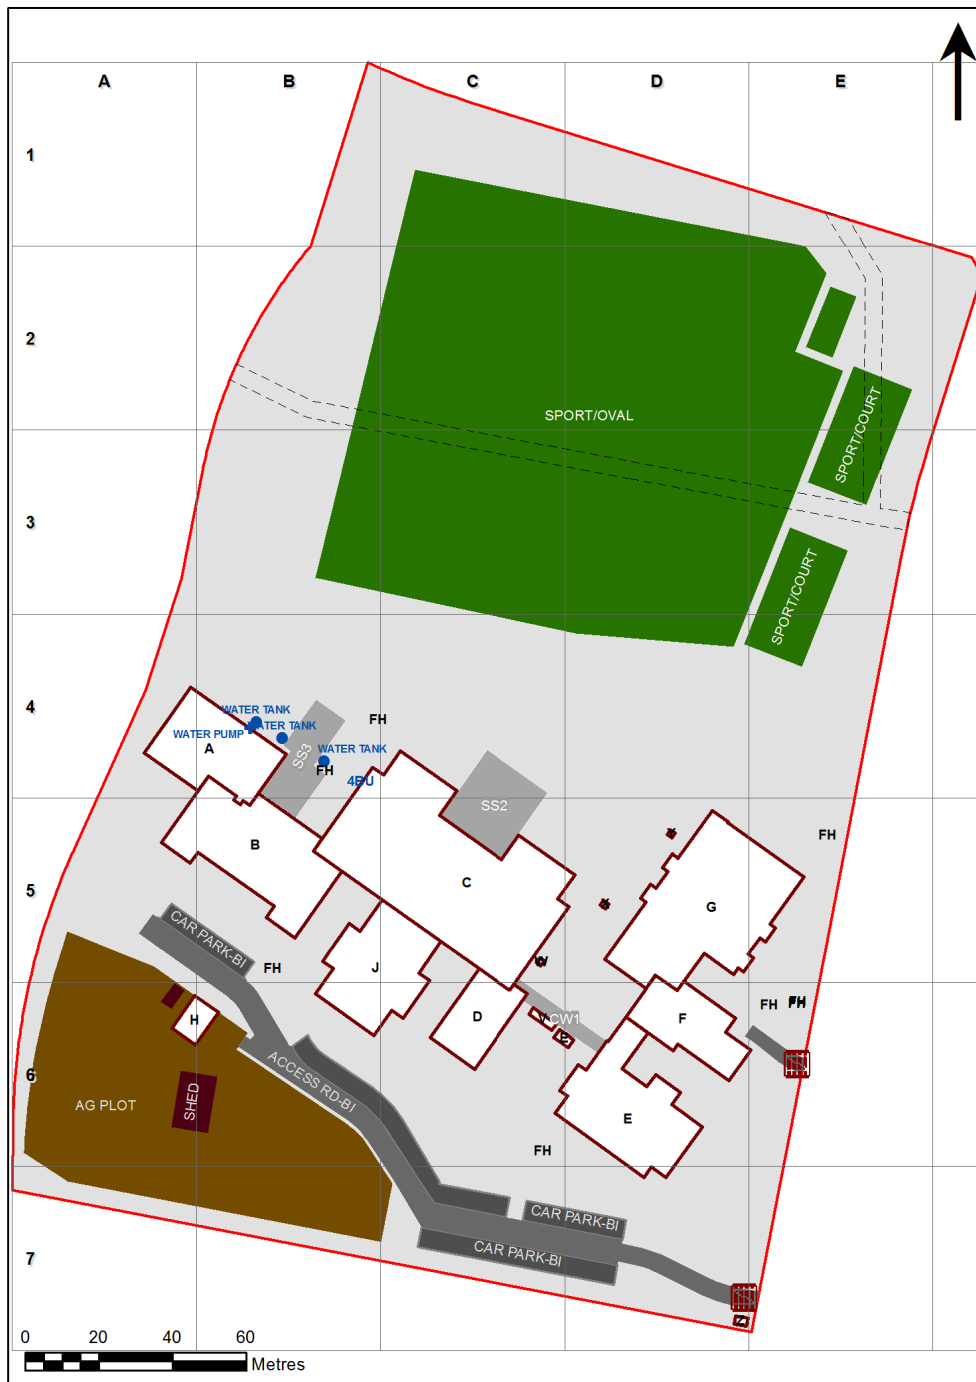 A B C D E
1
2
SPORT/OVAL
SPORT/COURT
3
SPORT/COURT
4
WATER TANK
FH
WATER TANK
WATER PUMP
A
SS3
WATER TANK
FH
4BU
SS2
FH
B
5
C
G
CAR PARK-BI
FH
J
W
H
D
V
CW1
F
FH
FH
6
ACCESS RD-BI
AG PLOT
SHED
E
FH
CAR PARK-BI
7
CAR PARK-BI
Z
0 20 40 60
Metres